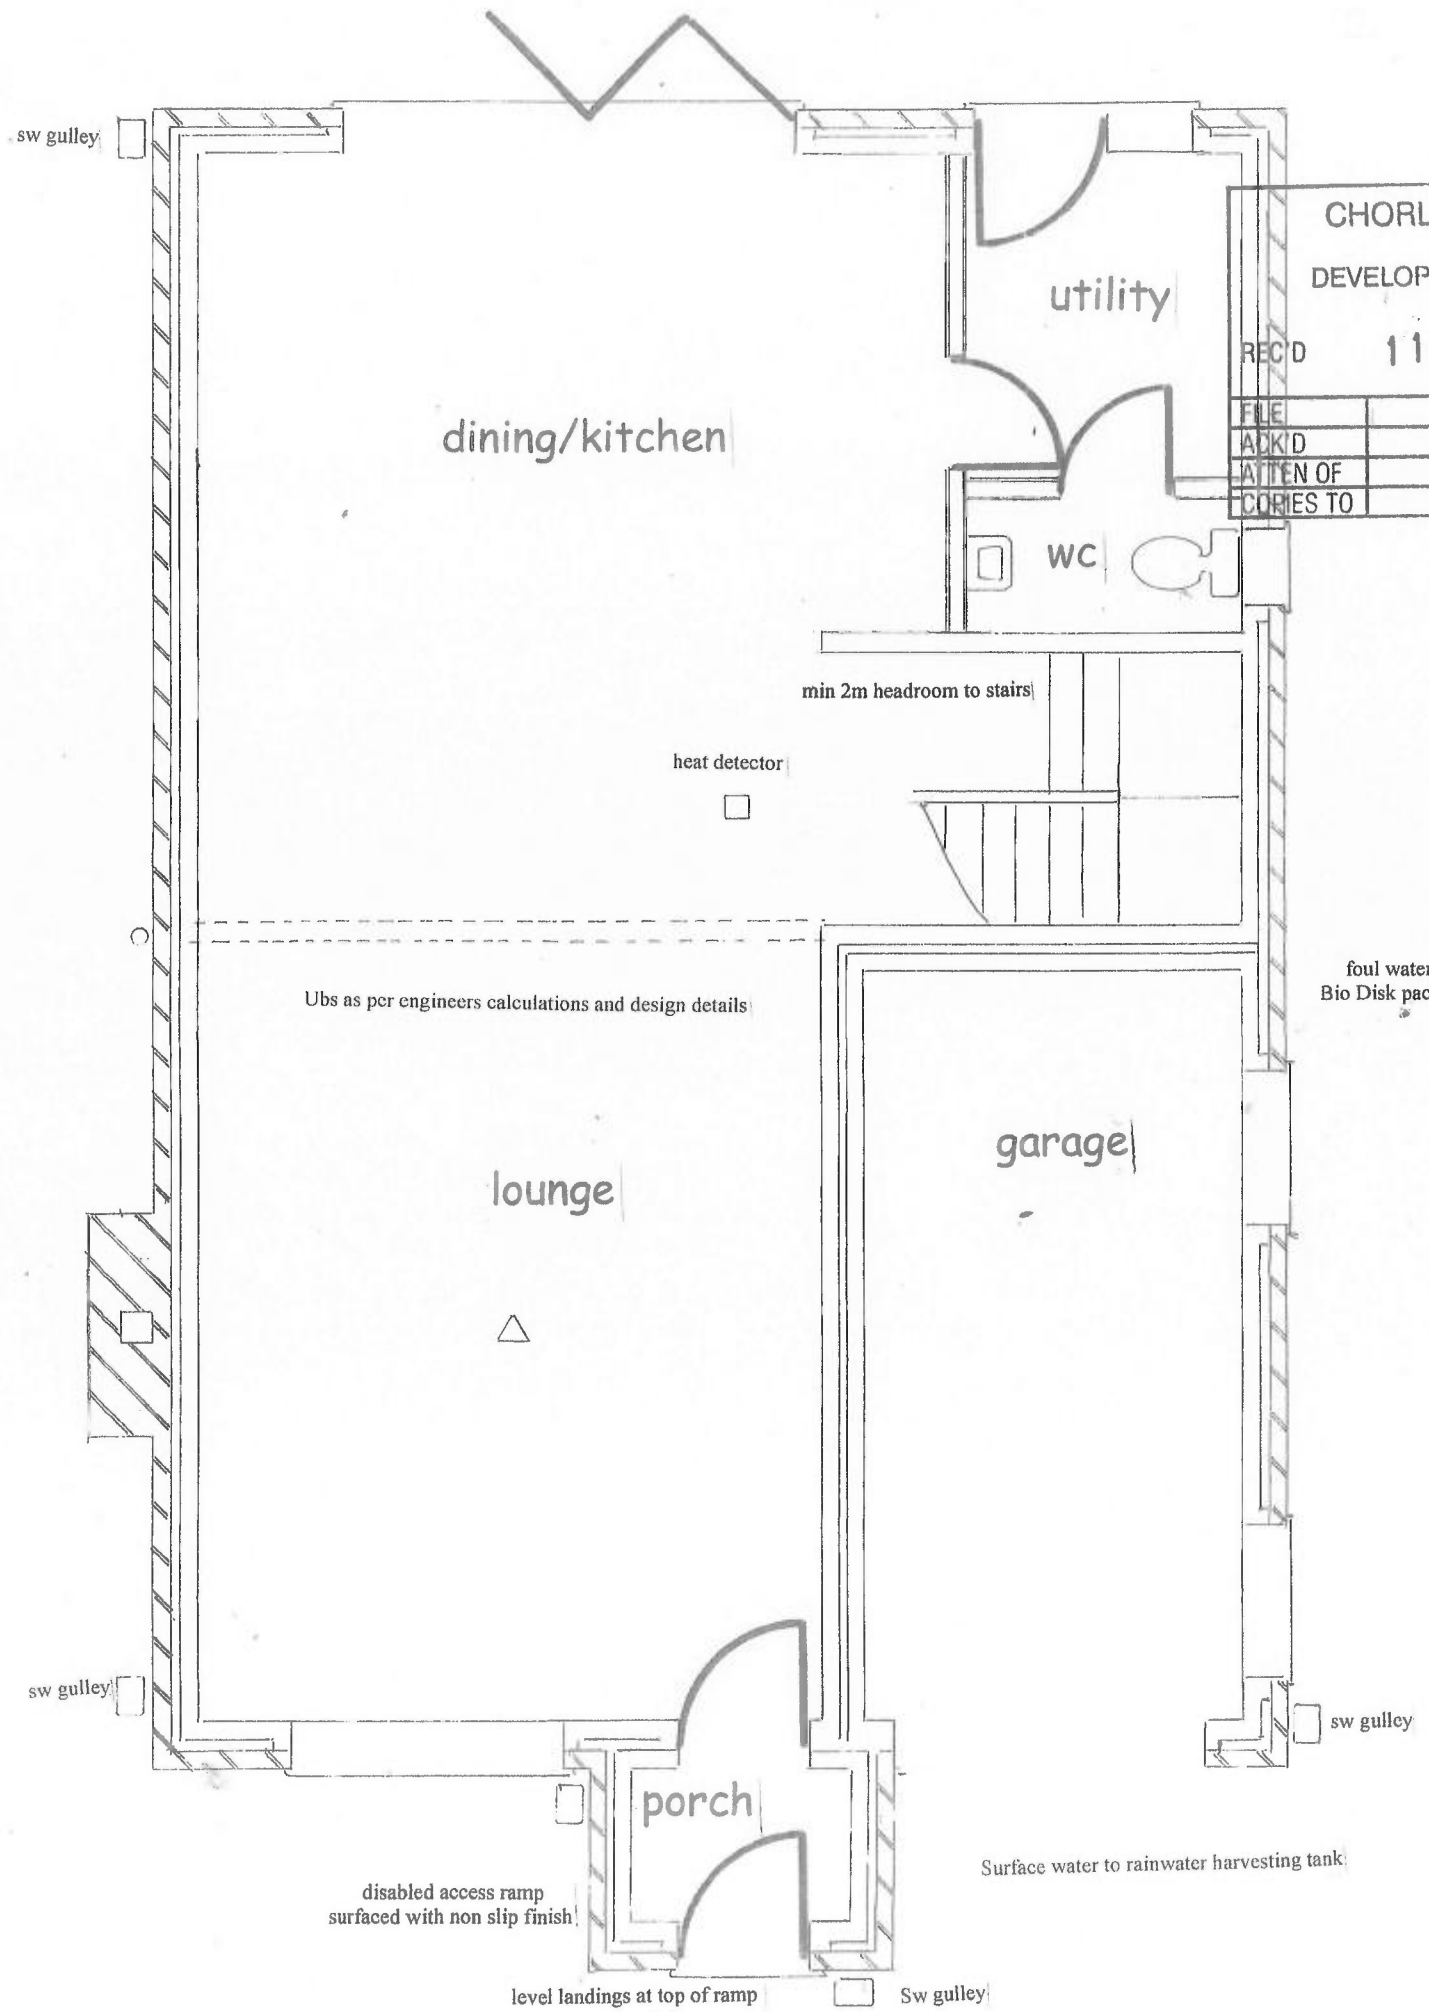 sw gulley
CHORL
DEVELOP
REC'D 11
FILE
ACK'D
ATTEN OF
COPIES TO
utility
dining/kitchen
wc
min 2m headroom to stairs
heat detector
foul water
Bio Disk pac
Ubs as per engineers calculations and design details
garage
lounge
sw gulley
sw gulley
porch
Surface water to rainwater harvesting tank
disabled access ramp
surfaced with non slip finish
level landings at top of ramp
Sw gulley